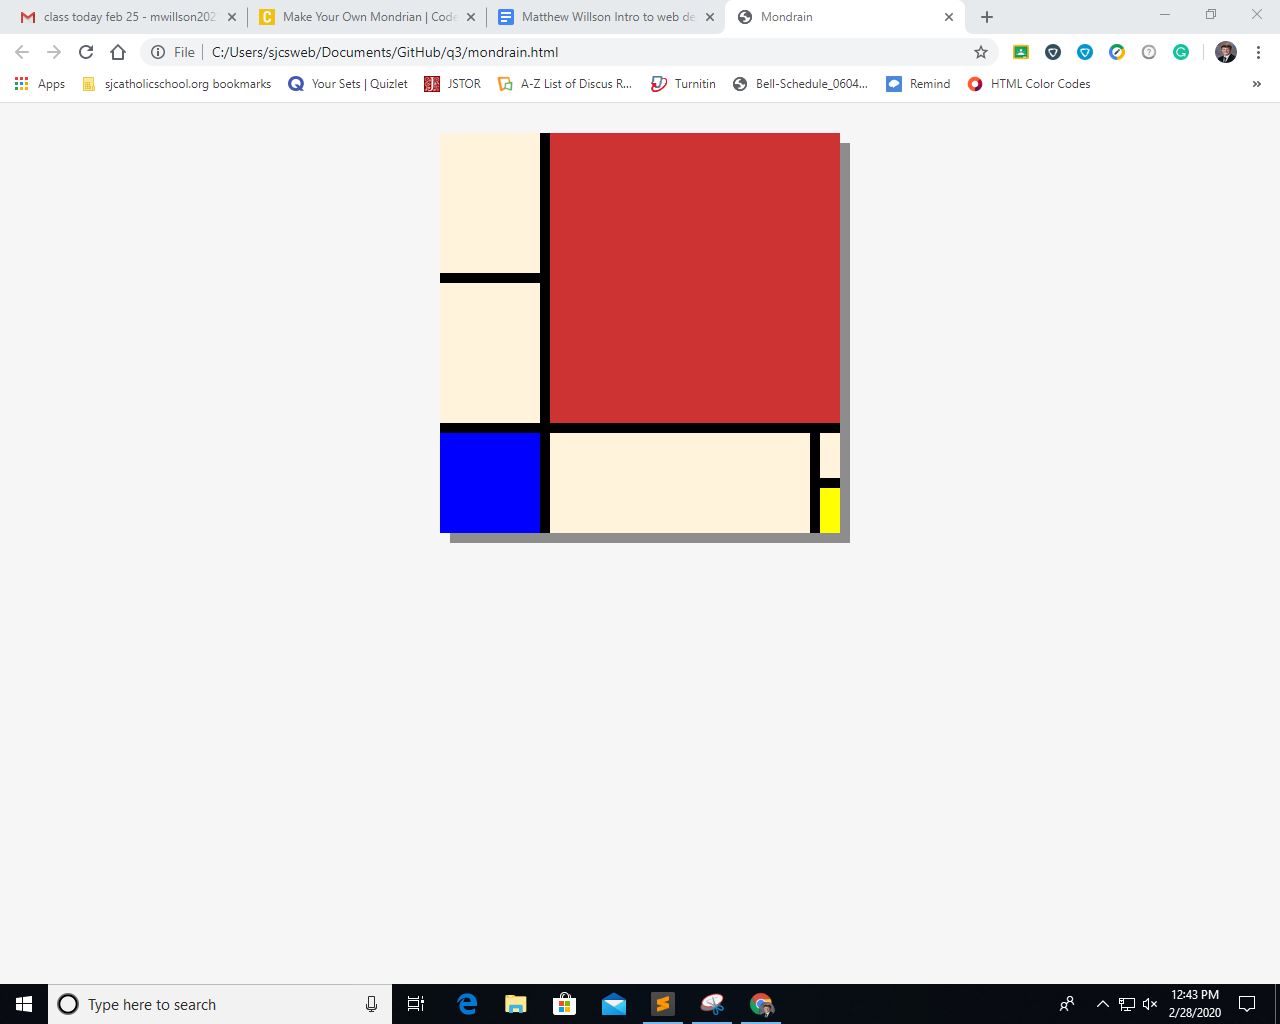 class today feb 25 - mwillson202
Make Your Own Mondrian | Code
Matthew Willson Intro to web de
Mondrain
File
C:/Users/sjcsweb/Documents/GitHub/q3/mondrain.html
Apps
sjcatholicschool.org bookmarks
Your Sets | Quizlet
JSTOR
A-Z List of Discus R...
Turnitin
Bell-Schedule_0604...
Remind
HTML Color Codes
»
Type here to search
12:43 PM
2/28/2020